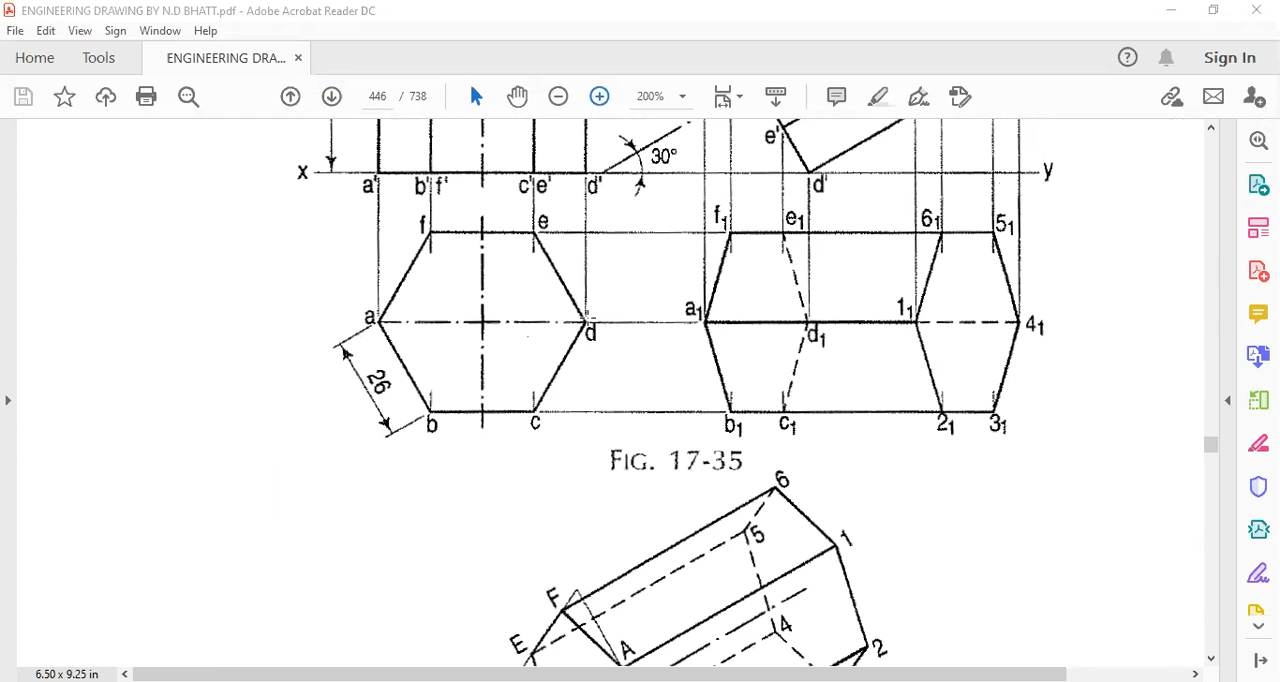 ENGINEERING DRAWING BY N.D BHATT.pdf - Adobe Acrobat Reader DC
File Edit View Sign Window Help
Home Tools ENGINEERING DRA... × Sign In
446 / 738 200%
e' 30°
x a' b' f' c' e' d' d' y
f e f1 e1 61 51
a d a1 d1 11 41
26
b c b1 c1 21 31
FIG. 17-35
6
5 1
F
4
E A 2
6.50 x 9.25 in